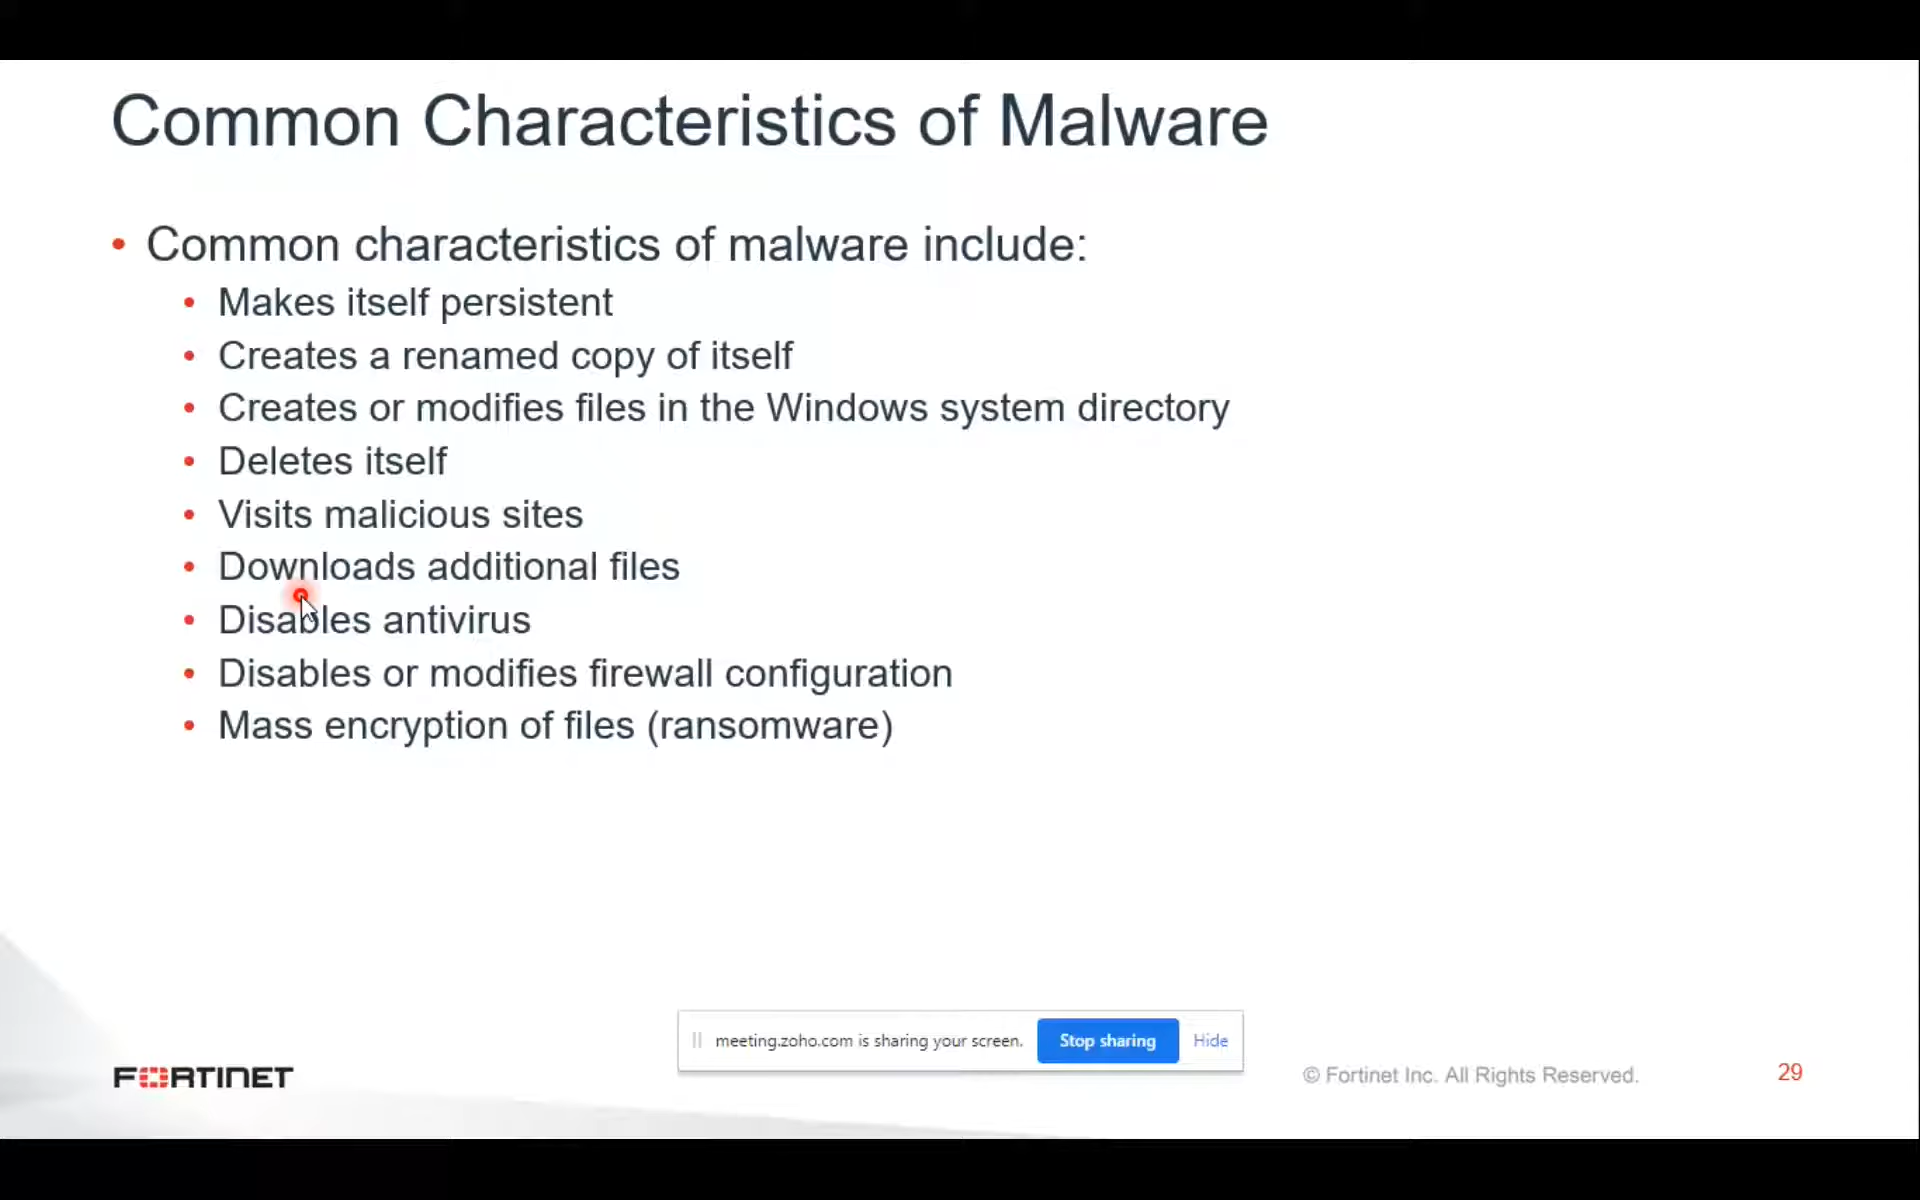 Common Characteristics of Malware
• Common characteristics of malware include:
• Makes itself persistent
• Creates a renamed copy of itself
• Creates or modifies files in the Windows system directory
• Deletes itself
• Visits malicious sites
• Downloads additional files
• Disables antivirus
• Disables or modifies firewall configuration
• Mass encryption of files (ransomware)
meeting.zoho.com is sharing your screen. Stop sharing Hide
FORTINET
© Fortinet Inc. All Rights Reserved.
29